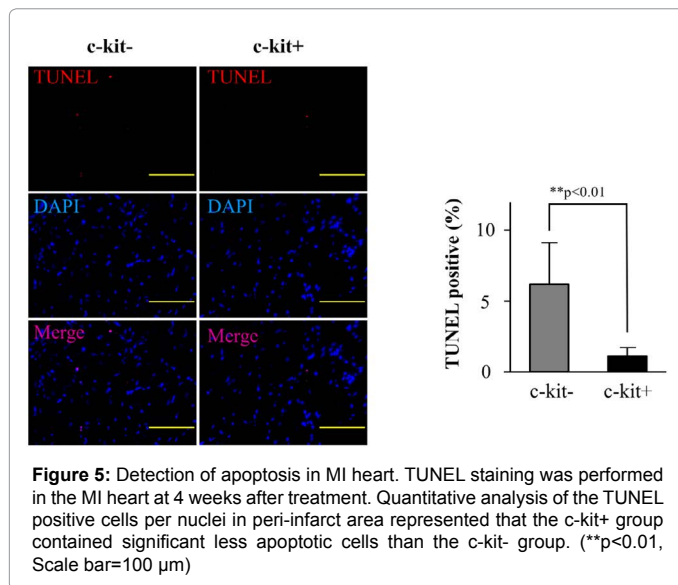 c-kit- c-kit+
TUNEL TUNEL
DAPI DAPI
Merge Merge
**p<0.01
TUNEL positive (%)
10
5
0
c-kit- c-kit+
Figure 5: Detection of apoptosis in MI heart. TUNEL staining was performed
in the MI heart at 4 weeks after treatment. Quantitative analysis of the TUNEL
positive cells per nuclei in peri-infarct area represented that the c-kit+ group
contained significant less apoptotic cells than the c-kit- group. (**p<0.01,
Scale bar=100 µm)